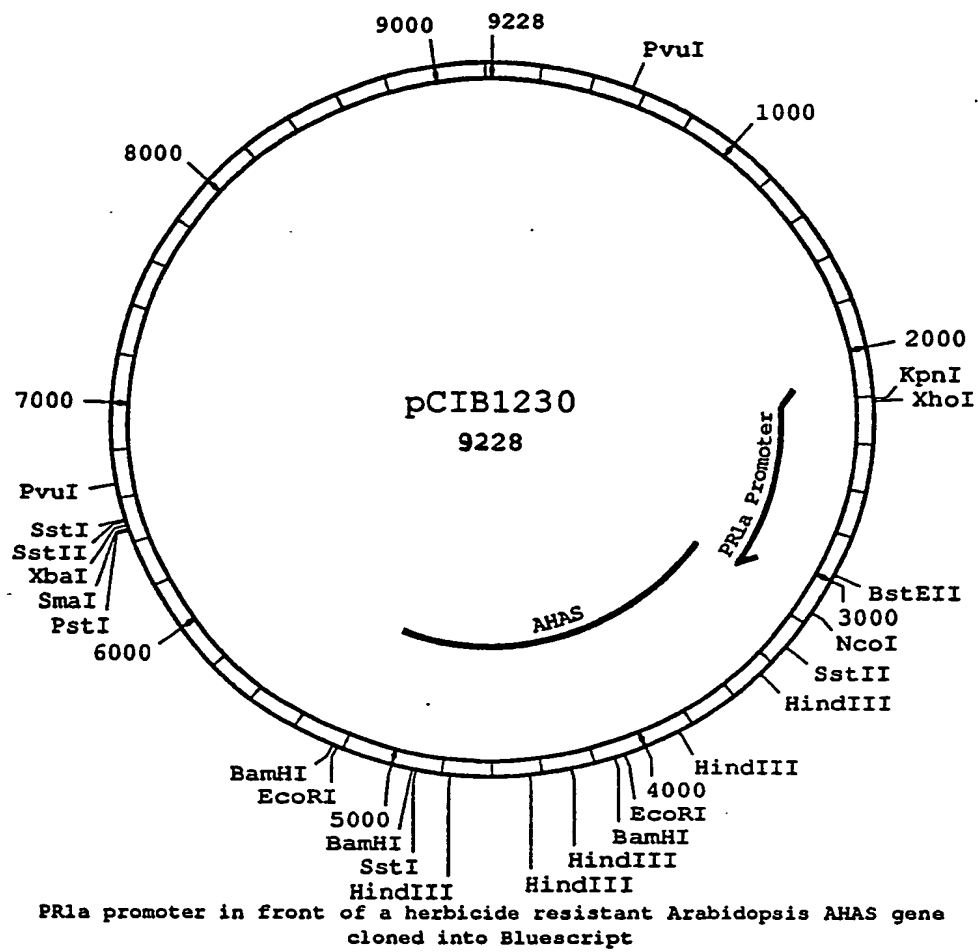 9000
9228
PvuI
1000
8000
2000
KpnI
XhoI
7000
pCIB1230
9228
PR1a Promoter
PvuI
SstI
SstII
XbaI
SmaI
PstI
6000
AHAS
BstEII
3000
NcoI
SstII
HindIII
HindIII
4000
EcoRI
BamHI
HindIII
HindIII
BamHI
EcoRI
5000
BamHI
SstI
HindIII
PR1a promoter in front of a herbicide resistant Arabidopsis AHAS gene
cloned into Bluescript